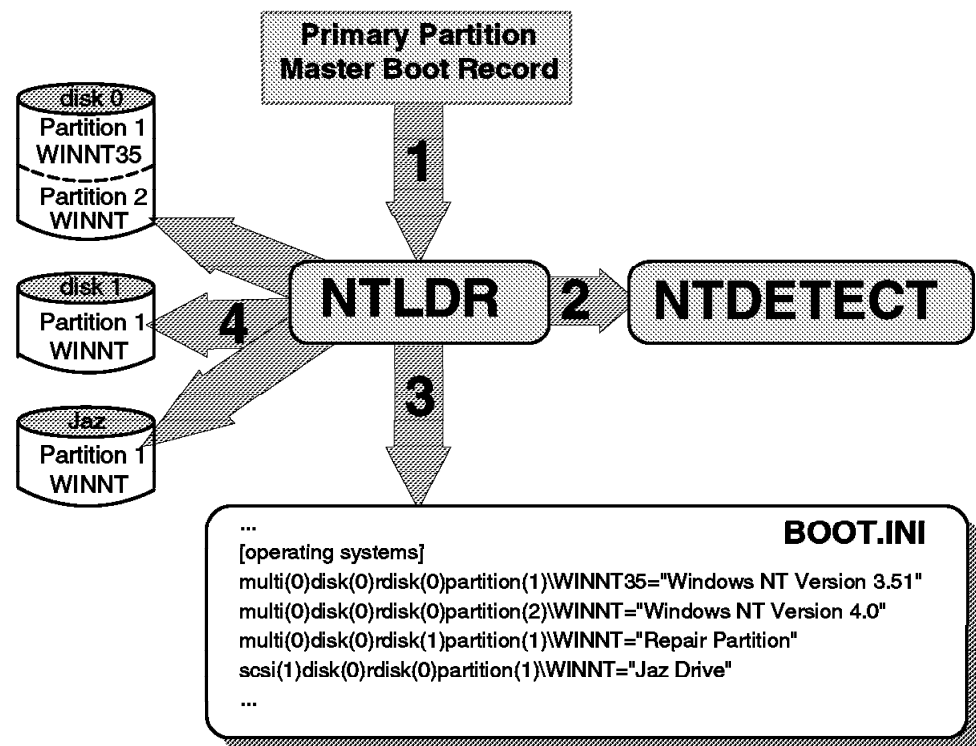 Primary Partition
Master Boot Record
1
disk 0
Partition 1
WINNT35
Partition 2
WINNT
disk 1
Partition 1
WINNT
Jaz
Partition 1
WINNT
4
NTLDR
2
NTDETECT
3
BOOT.INI
...
[operating systems]
multi(0)disk(0)rdisk(0)partition(1)\WINNT35="Windows NT Version 3.51"
multi(0)disk(0)rdisk(0)partition(2)\WINNT="Windows NT Version 4.0"
multi(0)disk(0)rdisk(1)partition(1)\WINNT="Repair Partition"
scsi(1)disk(0)rdisk(0)partition(1)\WINNT="Jaz Drive"
...